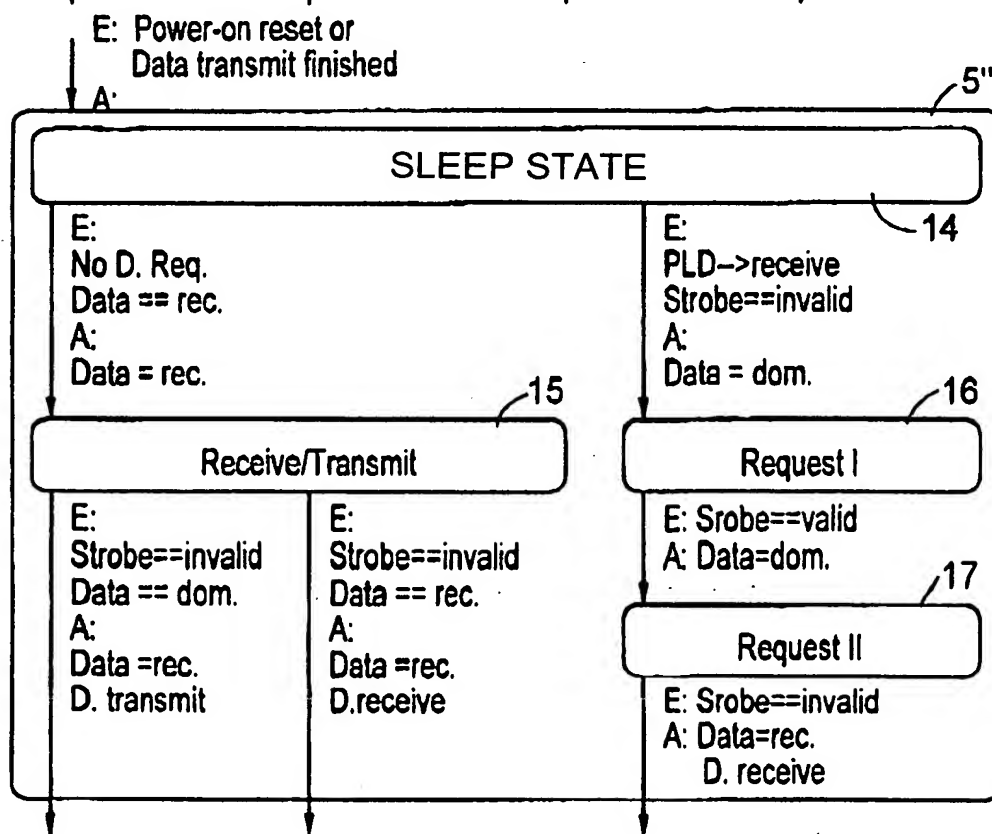 E: Power-on reset or
Data transmit finished
A:
5"
SLEEP STATE
14
E:
No D. Req.
Data == rec.
A:
Data = rec.
E:
PLD->receive
Strobe==invalid
A:
Data = dom.
15
Receive/Transmit
16
Request I
E:
Strobe==invalid
Data == dom.
A:
Data =rec.
D. transmit
E:
Strobe==invalid
Data == rec.
A:
Data =rec.
D.receive
E: Srobe==valid
A: Data=dom.
17
Request II
E: Srobe==invalid
A: Data=rec.
D. receive